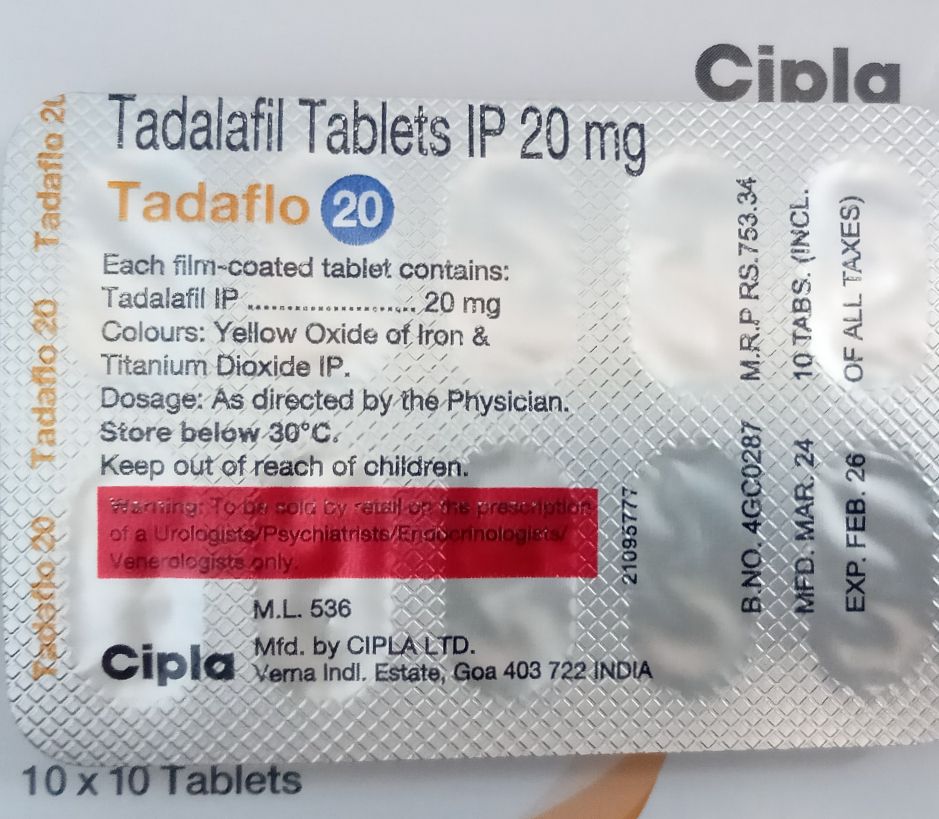 Cipla
Tadalafil Tablets IP 20 mg
Tadaflo 20
Each film-coated tablet contains:
Tadalafil IP ........................ 20 mg
Colours: Yellow Oxide of Iron &
Titanium Dioxide IP.
Dosage: As directed by the Physician.
Store below 30°C.
Keep out of reach of children.
Warning: To be sold by retail on the prescription
of a Urologists/Psychiatrists/Endocrinologists/
Venerologists only.
M.L. 536
Cipla
Mfd. by CIPLA LTD.
Verna Indl. Estate, Goa 403 722 INDIA
Tadaflo 20
Tadaflo 20
Tadaflo 20
21095777
B.NO. 4GC0287 M.R.P RS.753.34
MFD. MAR. 24 10 TABS. (INCL.
EXP. FEB. 26 OF ALL TAXES)
10 x 10 Tablets